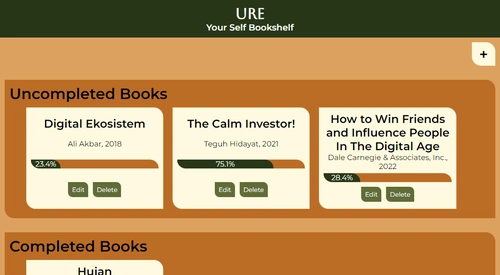 URE
Your Self Bookshelf
+
Uncompleted Books
Digital Ekosistem
Ali Akbar, 2018
23.4%
Edit Delete
The Calm Investor!
Teguh Hidayat, 2021
75.1%
Edit Delete
How to Win Friends
and Influence People
In The Digital Age
Dale Carnegie & Associates, Inc.,
2022
28.4%
Edit Delete
Completed Books
Hujan